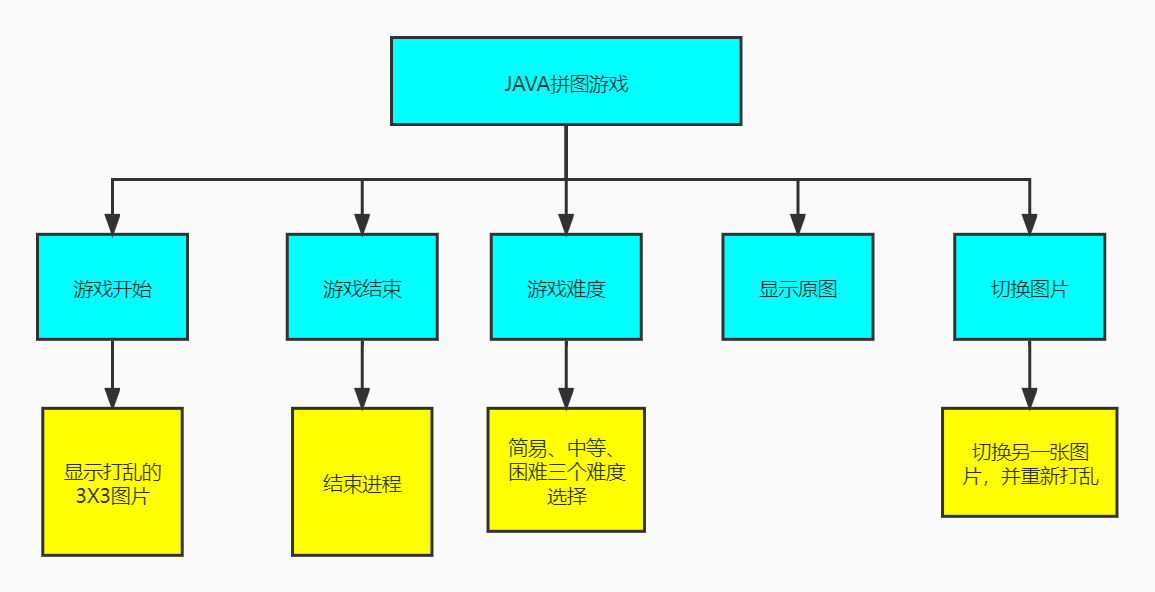 JAVA拼图游戏
游戏开始
游戏结束
游戏难度
显示原图
切换图片
显示打乱的
3X3图片
结束进程
简易、中等、
困难三个难度
选择
切换另一张图
片，并重新打乱